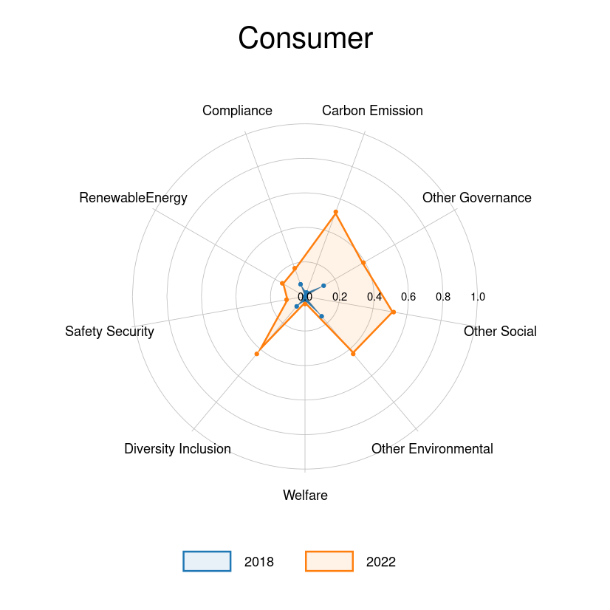 Consumer
Compliance
Carbon Emission
RenewableEnergy
Other Governance
0.0 0.2 0.4 0.6 0.8 1.0
Safety Security
Other Social
Diversity Inclusion
Other Environmental
Welfare
2018
2022